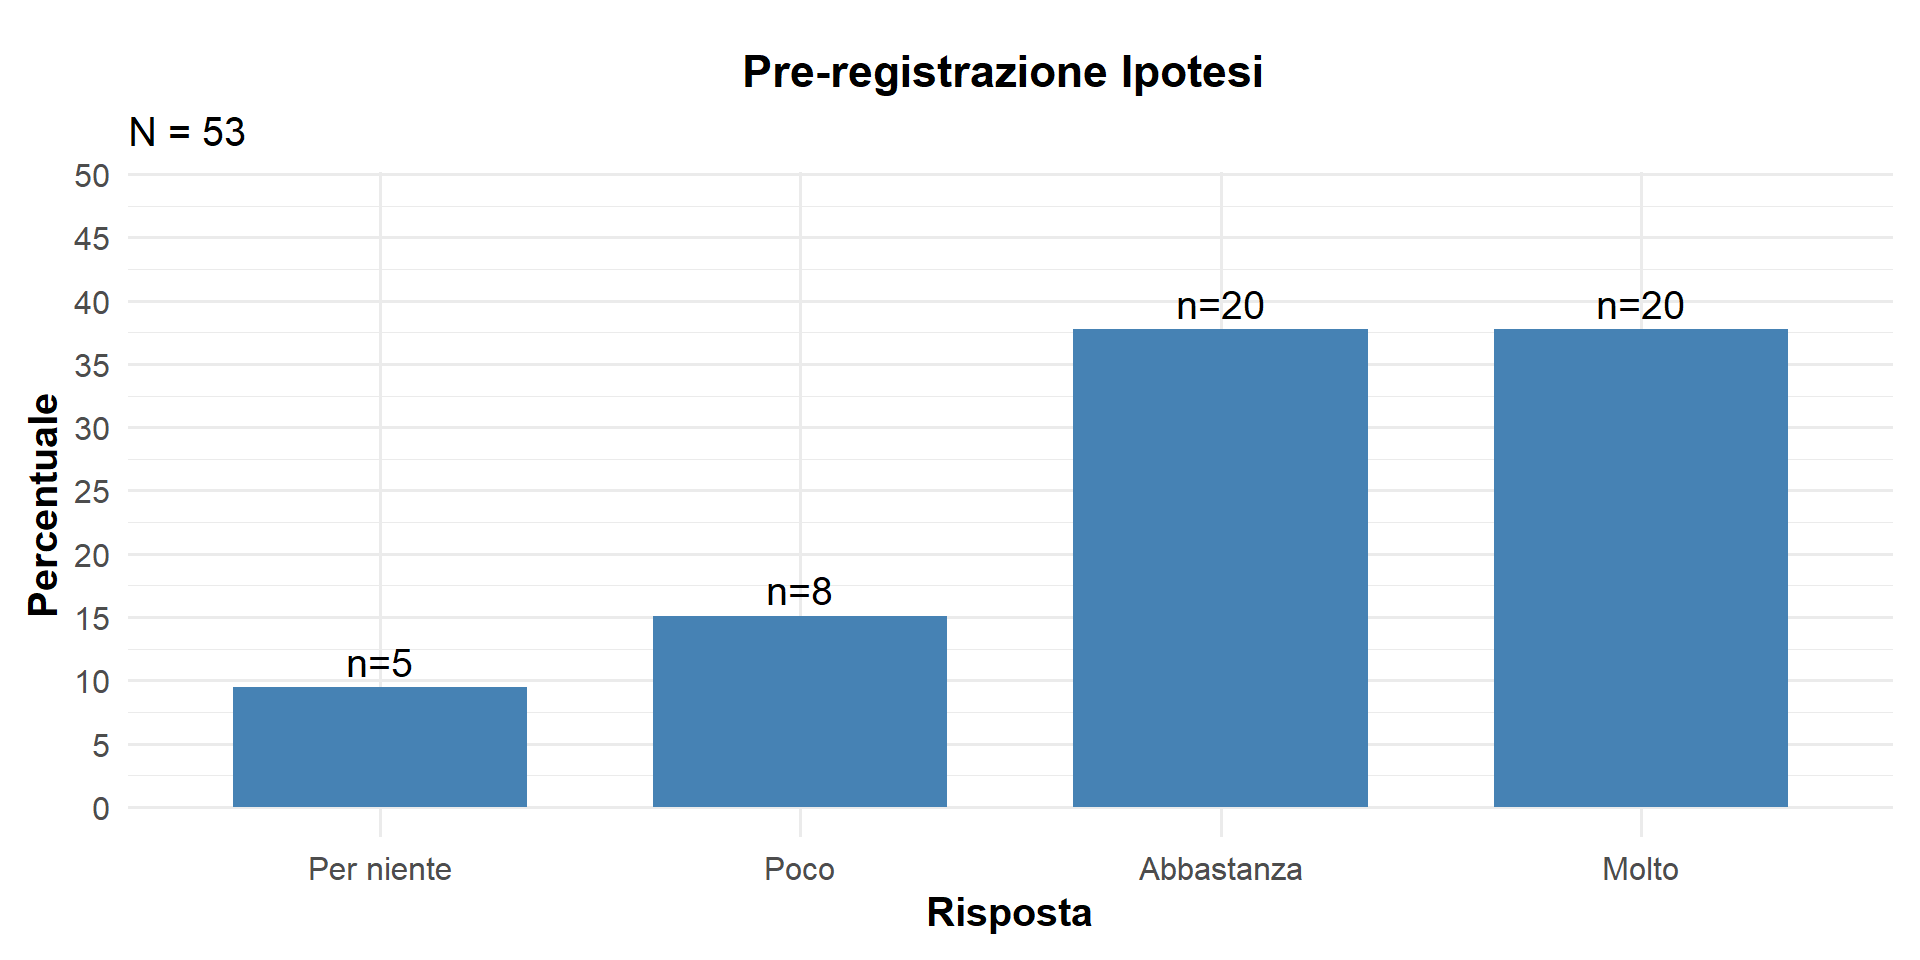 Pre-registrazione Ipotesi
N = 53
50
45
40
35
30
25
20
15
10
5
0
Percentuale
n=5
n=8
n=20
n=20
Per niente
Poco
Abbastanza
Molto
Risposta